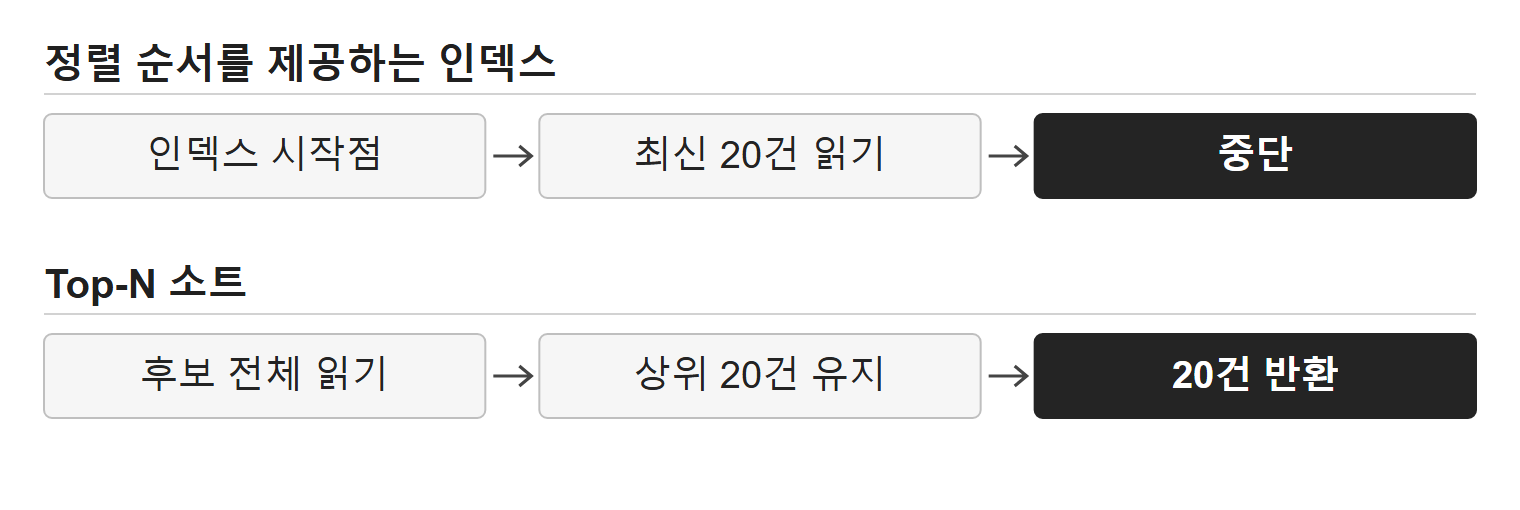 정렬 순서를 제공하는 인덱스
인덱스 시작점 → 최신 20건 읽기 → 중단
Top-N 소트
후보 전체 읽기 → 상위 20건 유지 → 20건 반환